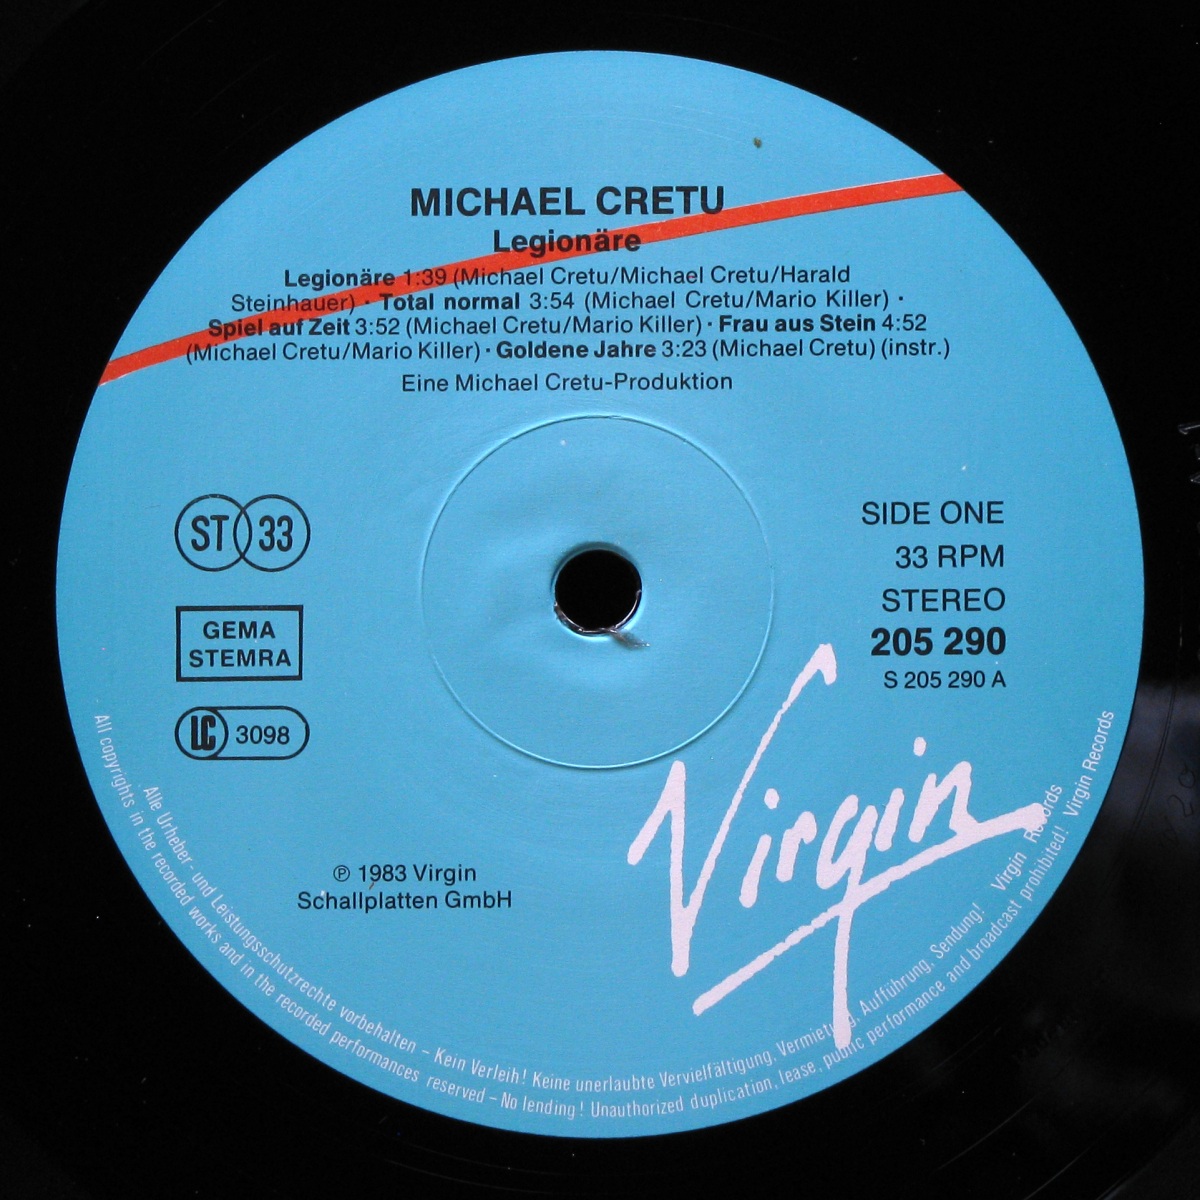 MICHAEL CRETU
Legionäre
Legionäre 1:39 (Michael Cretu/Michael Cretu/Harald
Steinhauer) · Total normal 3:54 (Michael Cretu/Mario Killer) ·
Spiel auf Zeit 3:52 (Michael Cretu/Mario Killer) · Frau aus Stein 4:52
(Michael Cretu/Mario Killer) · Goldene Jahre 3:23 (Michael Cretu) (instr.)
Eine Michael Cretu-Produktion
ST 33
GEMA
STEMRA
LC 3098
SIDE ONE
33 RPM
STEREO
205 290
S 205 290 A
℗ 1983 Virgin
Schallplatten GmbH
Virgin
Alle Urheber- und Leistungsschutzrechte vorbehalten – Kein Verleih! Keine unerlaubte Vervielfältigung, Vermietung, Aufführung, Sendung! Virgin Records
All copyrights in the recorded works and in the recorded performances reserved – No lending! Unauthorized duplication, lease, public performance and broadcast prohibited! Virgin Records